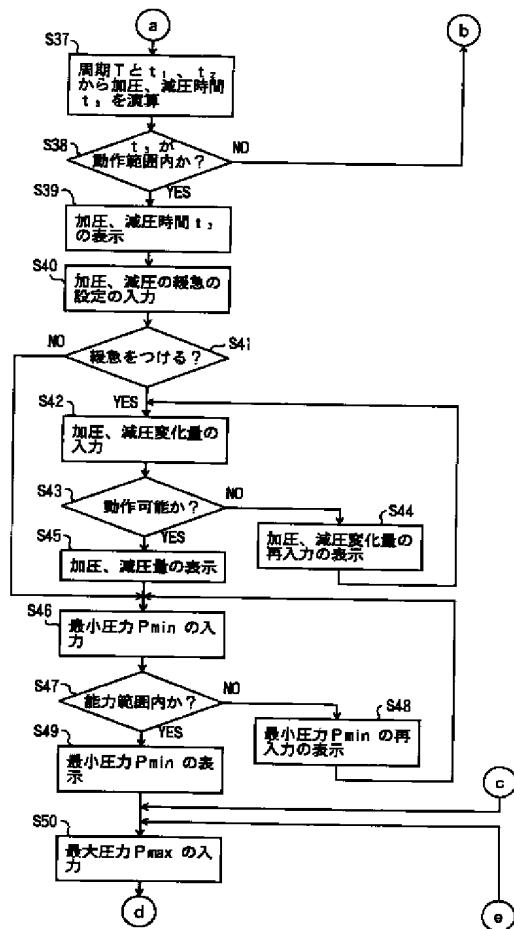 a
b
S37
周期Tとt₁、t₂
から加圧、減圧時間
t₃を演算
S38
t₃が
動作範囲内か?
NO
YES
S39
加圧、減圧時間t₃
の表示
S40
加圧、減圧の緩急の
設定の入力
NO
S41
緩急をつける?
YES
S42
加圧、減圧変化量の
入力
S43
動作可能か?
NO
S44
加圧、減圧変化量の
再入力の表示
YES
S45
加圧、減圧量の表示
S46
最小圧力Pminの入
力
S47
能力範囲内か?
NO
S48
最小圧力Pminの再
入力の表示
YES
S49
最小圧力Pminの表
示
c
S50
最大圧力Pmaxの入
力
d
e